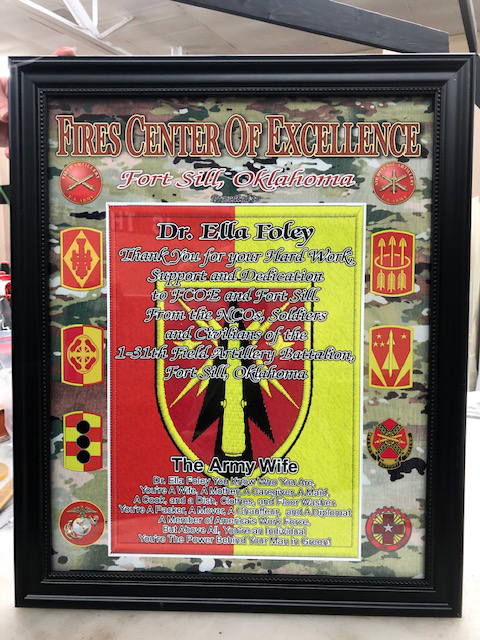 FIRES CENTER OF EXCELLENCE
Fort Sill, Oklahoma
Dr. Ella Foley
Thank You for your Hard Work,
Support and Dedication
to FCOE and Fort Sill
From the NCOs, Soldiers
and Civilians of the
1-31th Field Artillery Battalion,
Fort Sill, Oklahoma
The Army Wife
Dr. Ella Foley You Know Who You Are,
You're A Wife, A Mother, A Caregiver, A Maid,
A Cook, and a Dish, Clothes, and Floor Washer.
You're A Packer, A Mover, A Chauffeur, and A Diplomat
A Member of America's Work Force.
But Above All, You're an Individual
You're The Power Behind Your Man in Green!